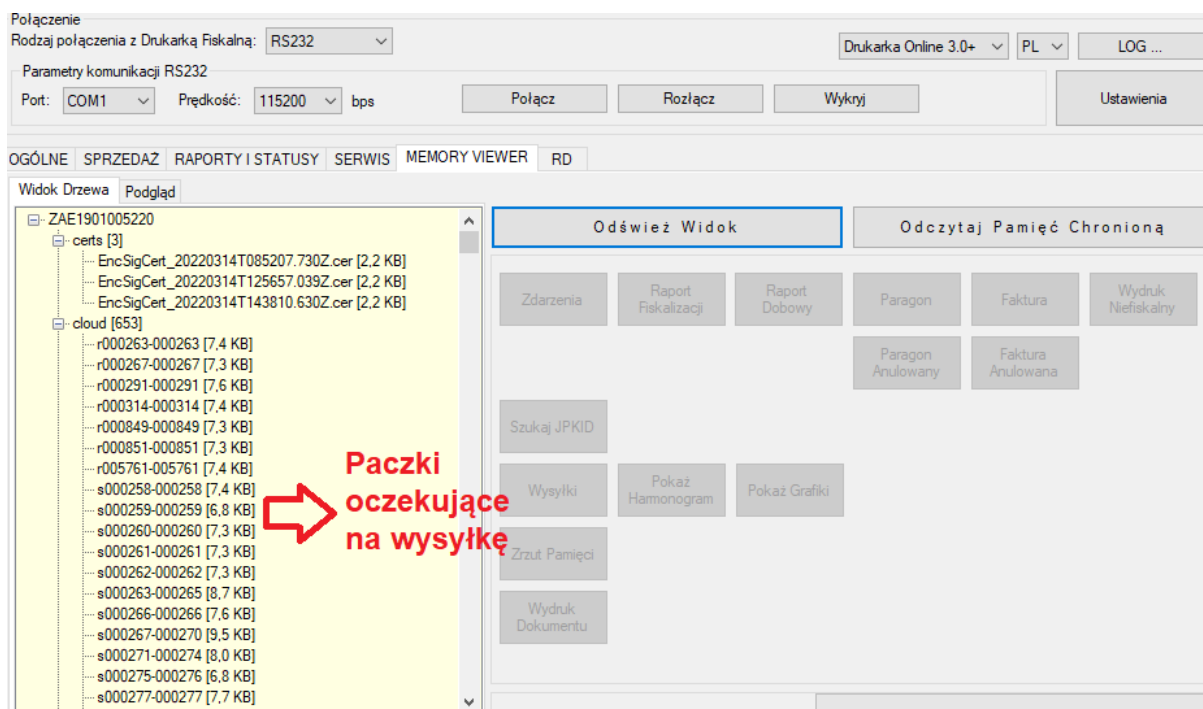 Połączenie
Rodzaj połączenia z Drukarką Fiskalną: RS232
Drukarka Online 3.0+ PL LOG ...
Parametry komunikacji RS232
Port: COM1 Prędkość: 115200 bps Połącz Rozłącz Wykryj Ustawienia
OGÓLNE SPRZEDAŻ RAPORTY I STATUSY SERWIS MEMORY VIEWER RD
Widok Drzewa Podgląd
ZAE1901005220
certs [3]
EncSigCert_20220314T085207.730Z.cer [2,2 KB]
EncSigCert_20220314T125657.039Z.cer [2,2 KB]
EncSigCert_20220314T143810.630Z.cer [2,2 KB]
cloud [653]
r000263-000263 [7,4 KB]
r000267-000267 [7,3 KB]
r000291-000291 [7,6 KB]
r000314-000314 [7,4 KB]
r000849-000849 [7,3 KB]
r000851-000851 [7,3 KB]
r005761-005761 [7,4 KB]
s000258-000258 [7,4 KB]
s000259-000259 [6,8 KB]
s000260-000260 [7,3 KB]
s000261-000261 [7,3 KB]
s000262-000262 [7,3 KB]
s000263-000265 [8,7 KB]
s000266-000266 [7,6 KB]
s000267-000270 [9,5 KB]
s000271-000274 [8,0 KB]
s000275-000276 [6,8 KB]
s000277-000277 [7,7 KB]
Paczki
oczekujące
na wysyłkę
Odśwież Widok Odczytaj Pamięć Chronioną
Zdarzenia Raport Fiskalizacji Raport Dobowy Paragon Faktura Wydruk Niefiskalny
Paragon Anulowany Faktura Anulowana
Szukaj JPKID
Wysyłki Pokaż Harmonogram Pokaż Grafiki
Zrzut Pamięci
Wydruk Dokumentu